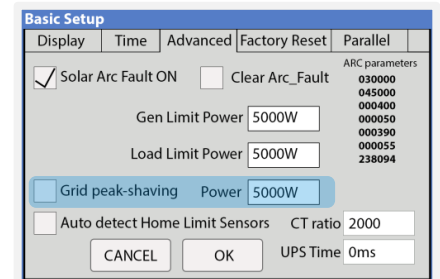 Basic Setup
Display Time Advanced Factory Reset Parallel
Solar Arc Fault ON Clear Arc_Fault
ARC parameters
030000
045000
000400
000050
000390
000055
238094
Gen Limit Power 5000W
Load Limit Power 5000W
Grid peak-shaving Power 5000W
Auto detect Home Limit Sensors CT ratio 2000
CANCEL OK UPS Time 0ms